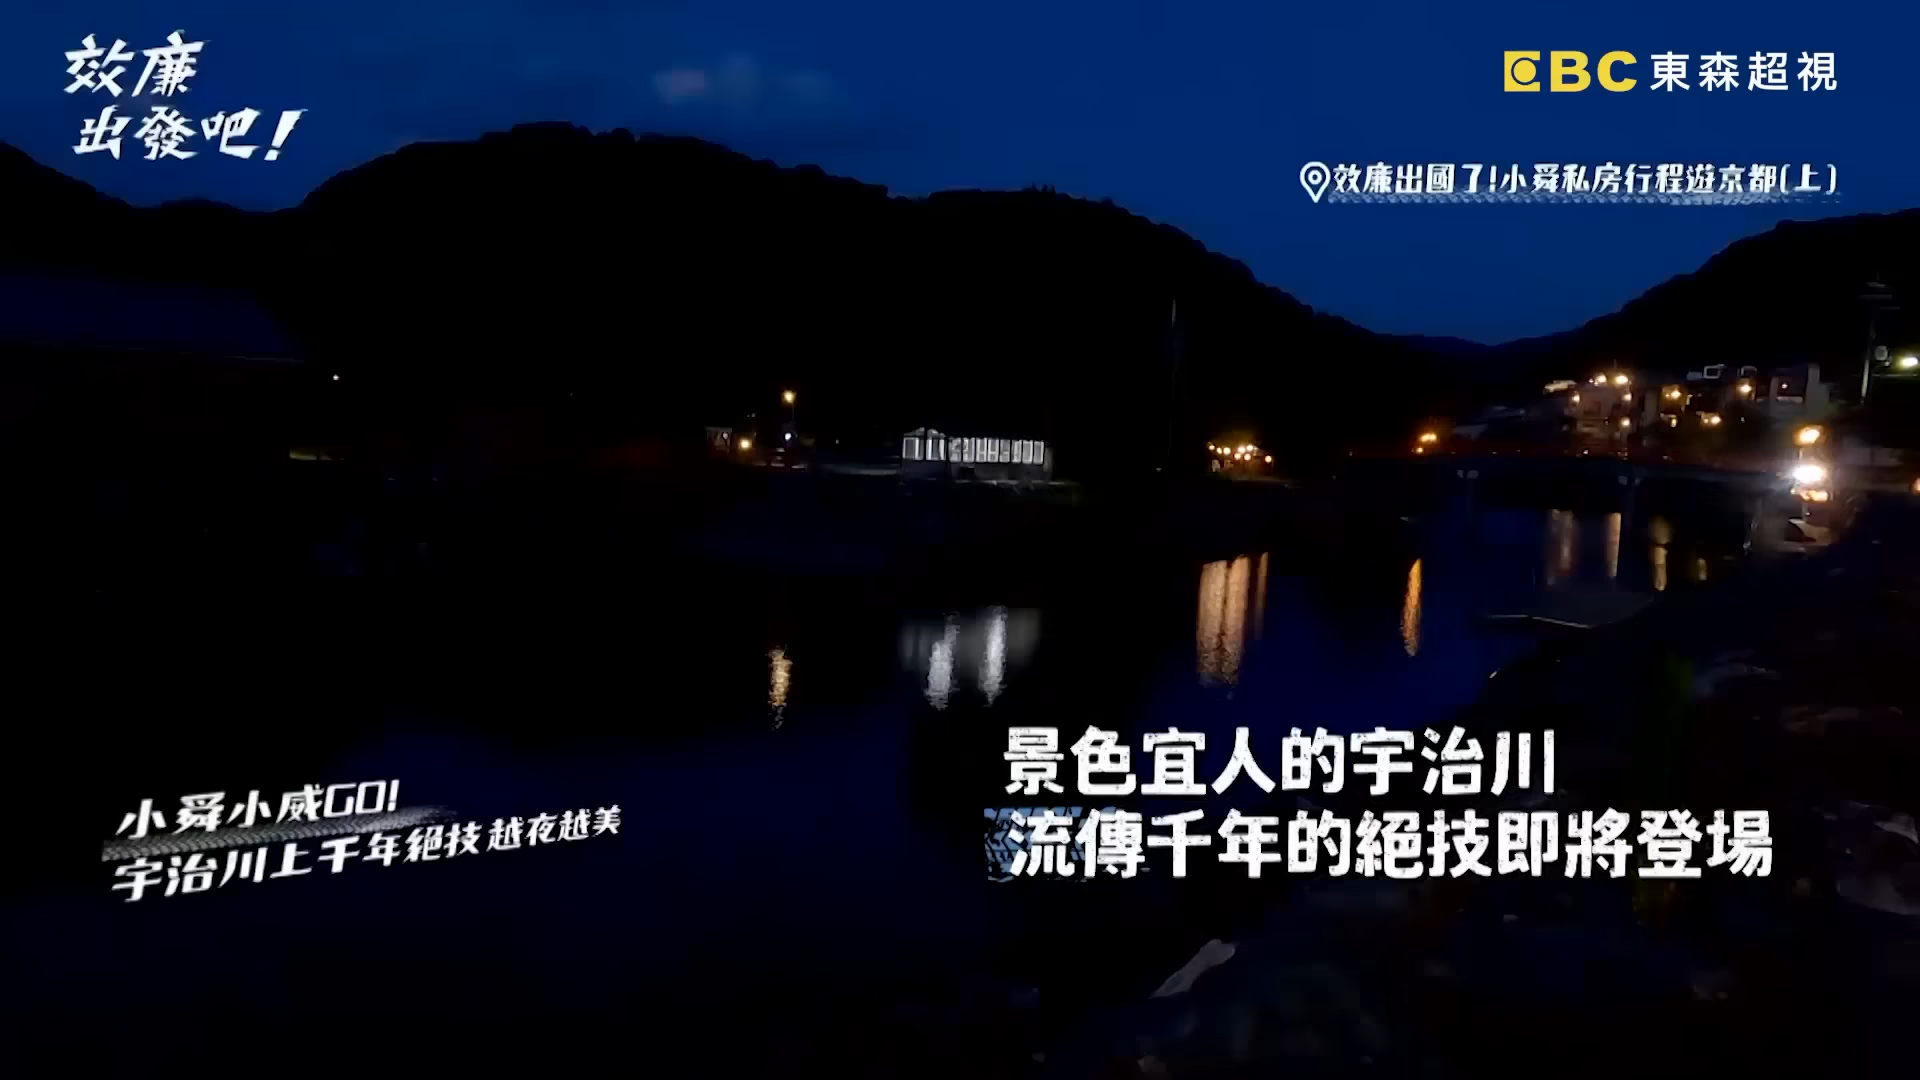 效廉
出發吧!
EBC 東森超視
效廉出國了!小舜私房行程遊京都(上)
景色宜人的宇治川
流傳千年的絕技即將登場
小舜小威GO!
宇治川上千年絕技 越夜越美